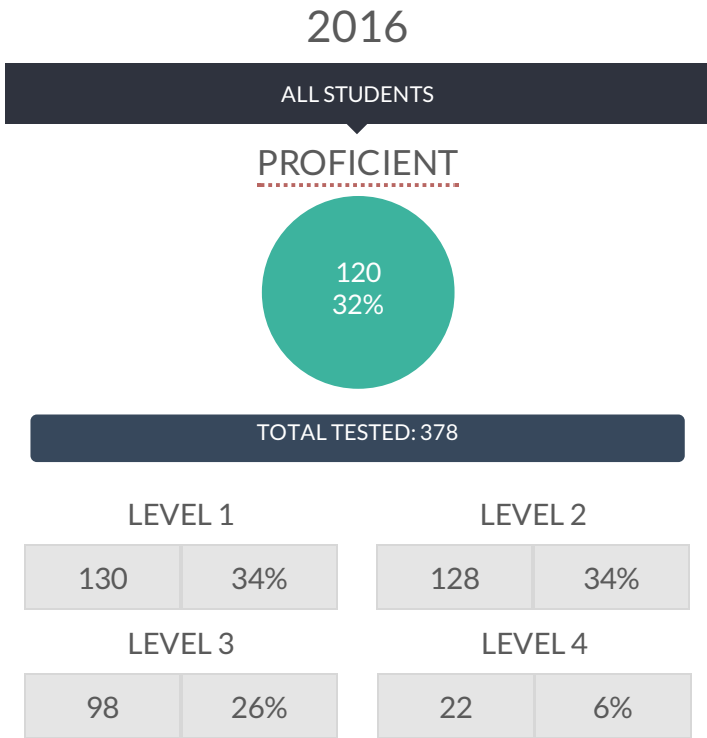 2016
ALL STUDENTS
PROFICIENT
120
32%
TOTAL TESTED: 378
LEVEL 1 LEVEL 2
130 34% 128 34%
LEVEL 3 LEVEL 4
98 26% 22 6%